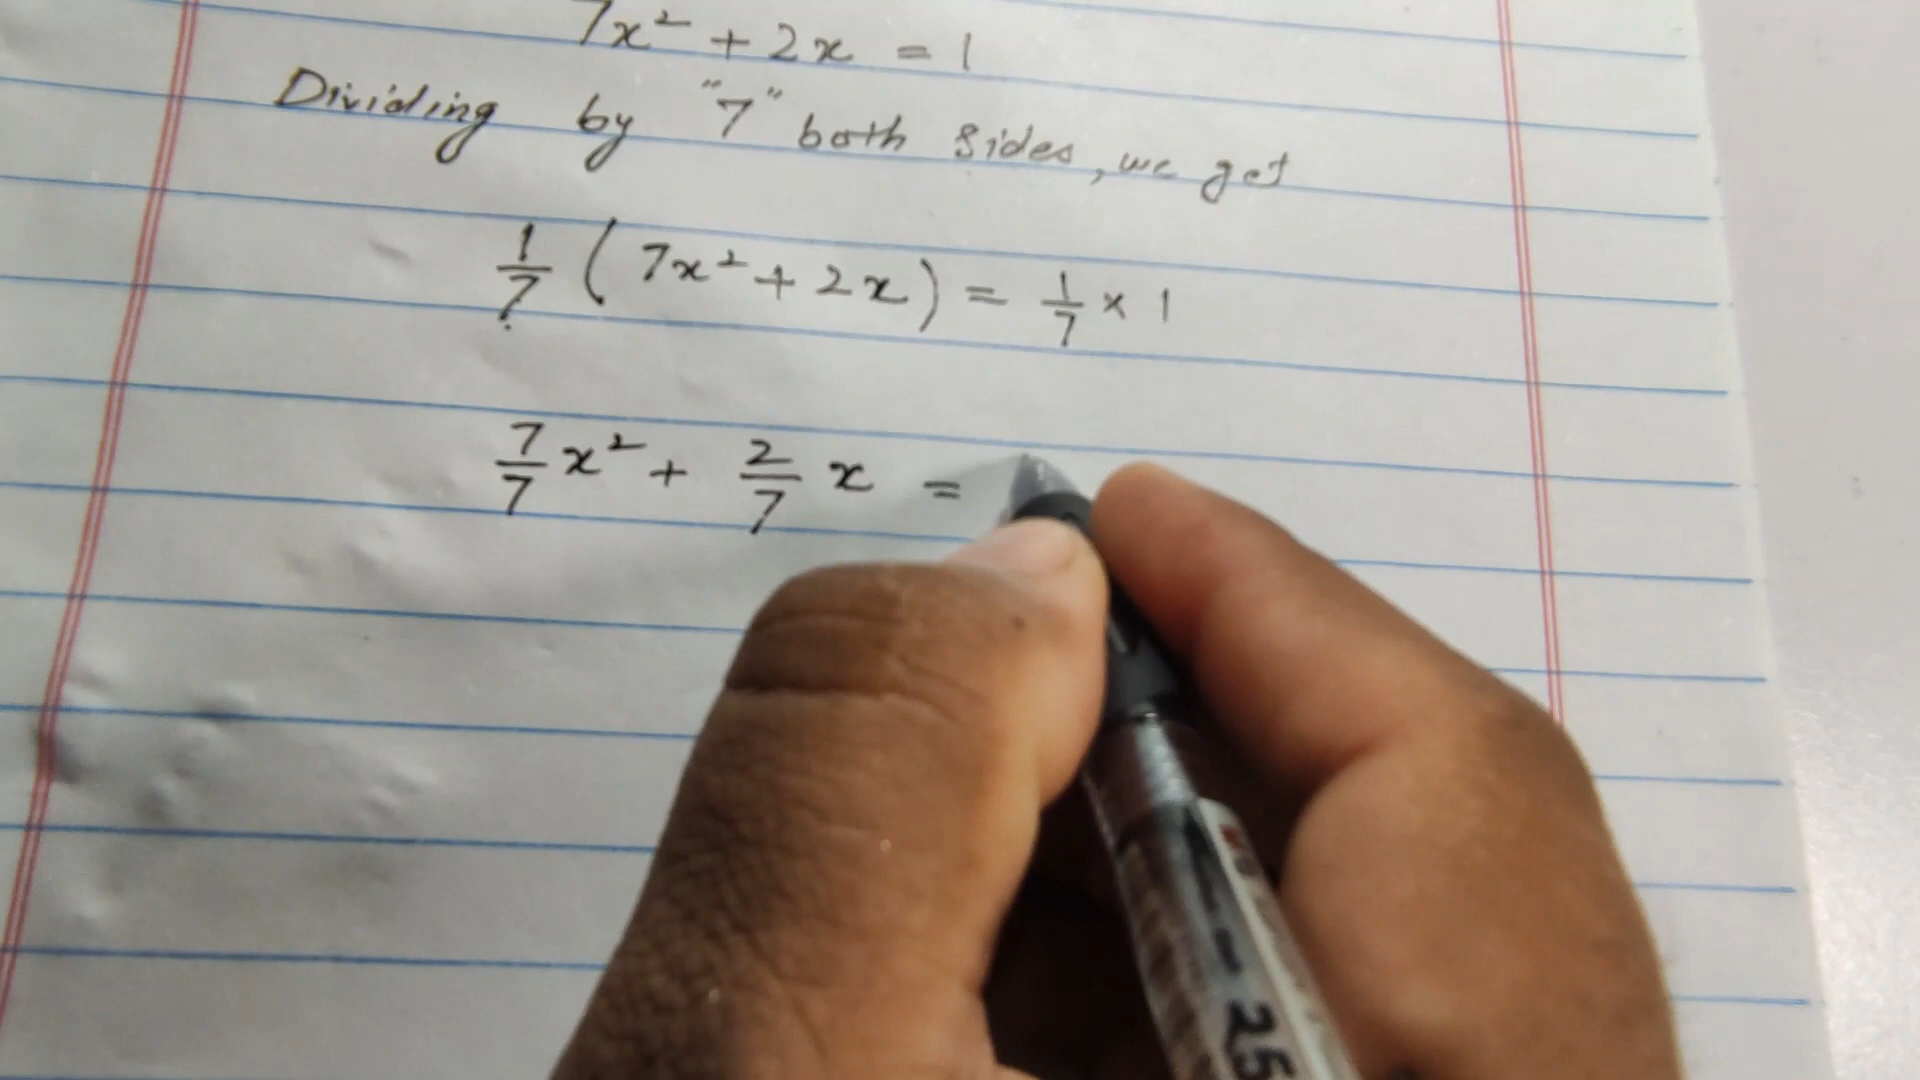 7x² + 2x = 1
Dividing by "7" both sides, we get
1/7 ( 7x² + 2x ) = 1/7 × 1
7/7 x² + 2/7 x =
- 25